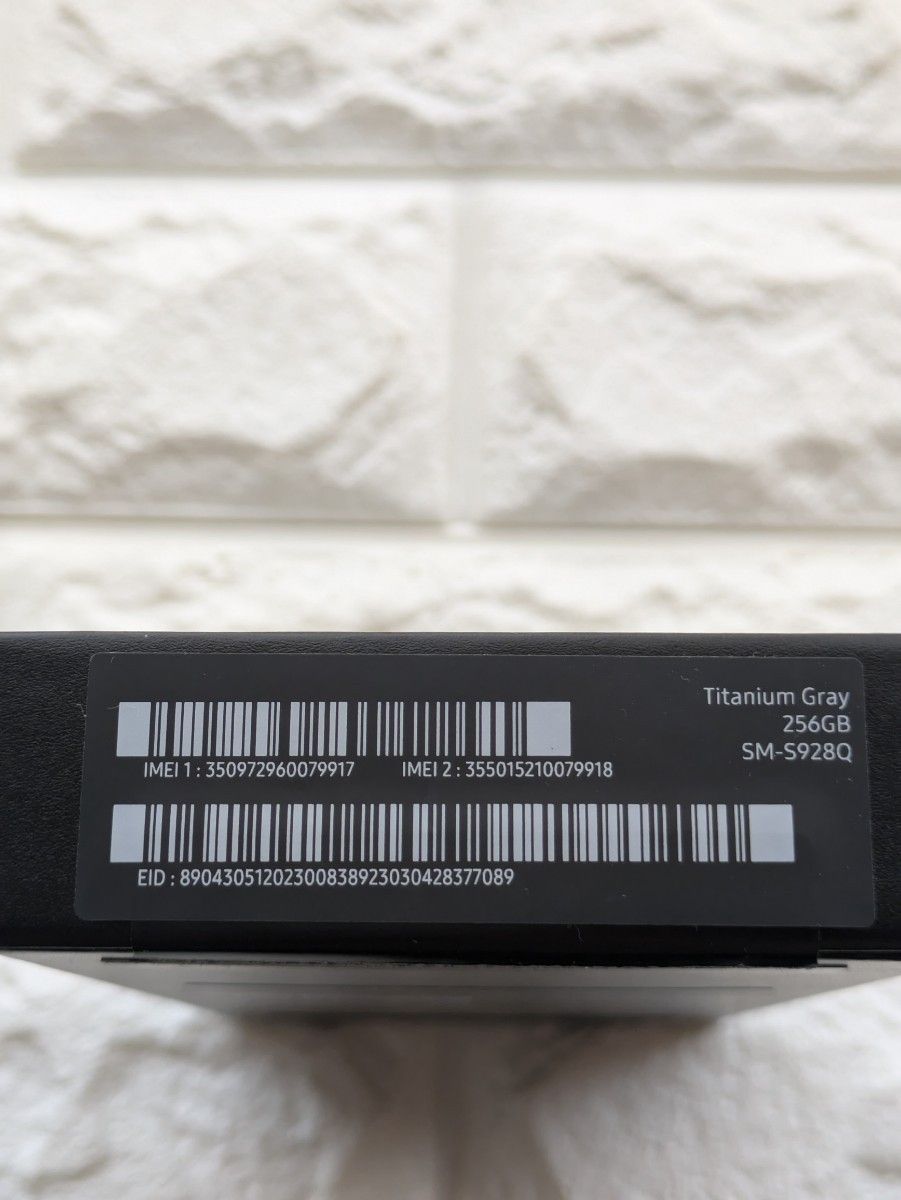 Titanium Gray
256GB
SM-S928Q
IMEI 1 : 350972960079917 IMEI 2 : 355015210079918
EID : 89043051202300838923030428377089